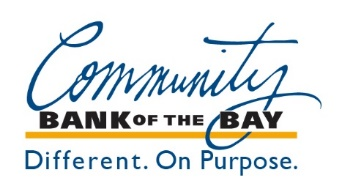 Community
BANK OF THE BAY
Different. On Purpose.